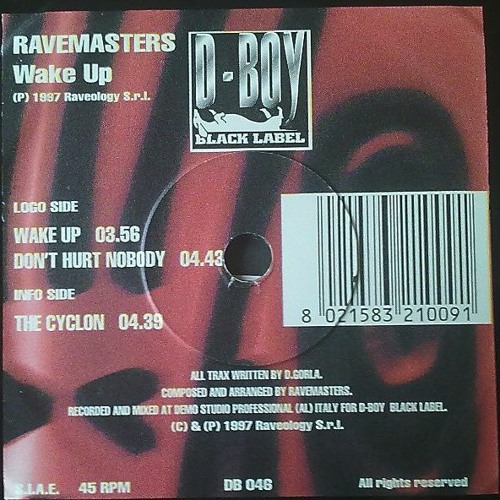 RAVEMASTERS
Wake Up
(P) 1997 Raveology S.r.l.
D-BOY
BLACK LABEL
LOGO SIDE
WAKE UP 03.56
DON'T HURT NOBODY 04.43
INFO SIDE
THE CYCLON 04.39
8 021583 210091
ALL TRAX WRITTEN BY D.GORLA.
COMPOSED AND ARRANGED BY RAVEMASTERS.
RECORDED AND MIXED AT DEMO STUDIO PROFESSIONAL (AL) ITALY FOR D-BOY BLACK LABEL.
(C) & (P) 1997 Raveology S.r.l.
S.I.A.E. 45 RPM DB 046 All rights reserved